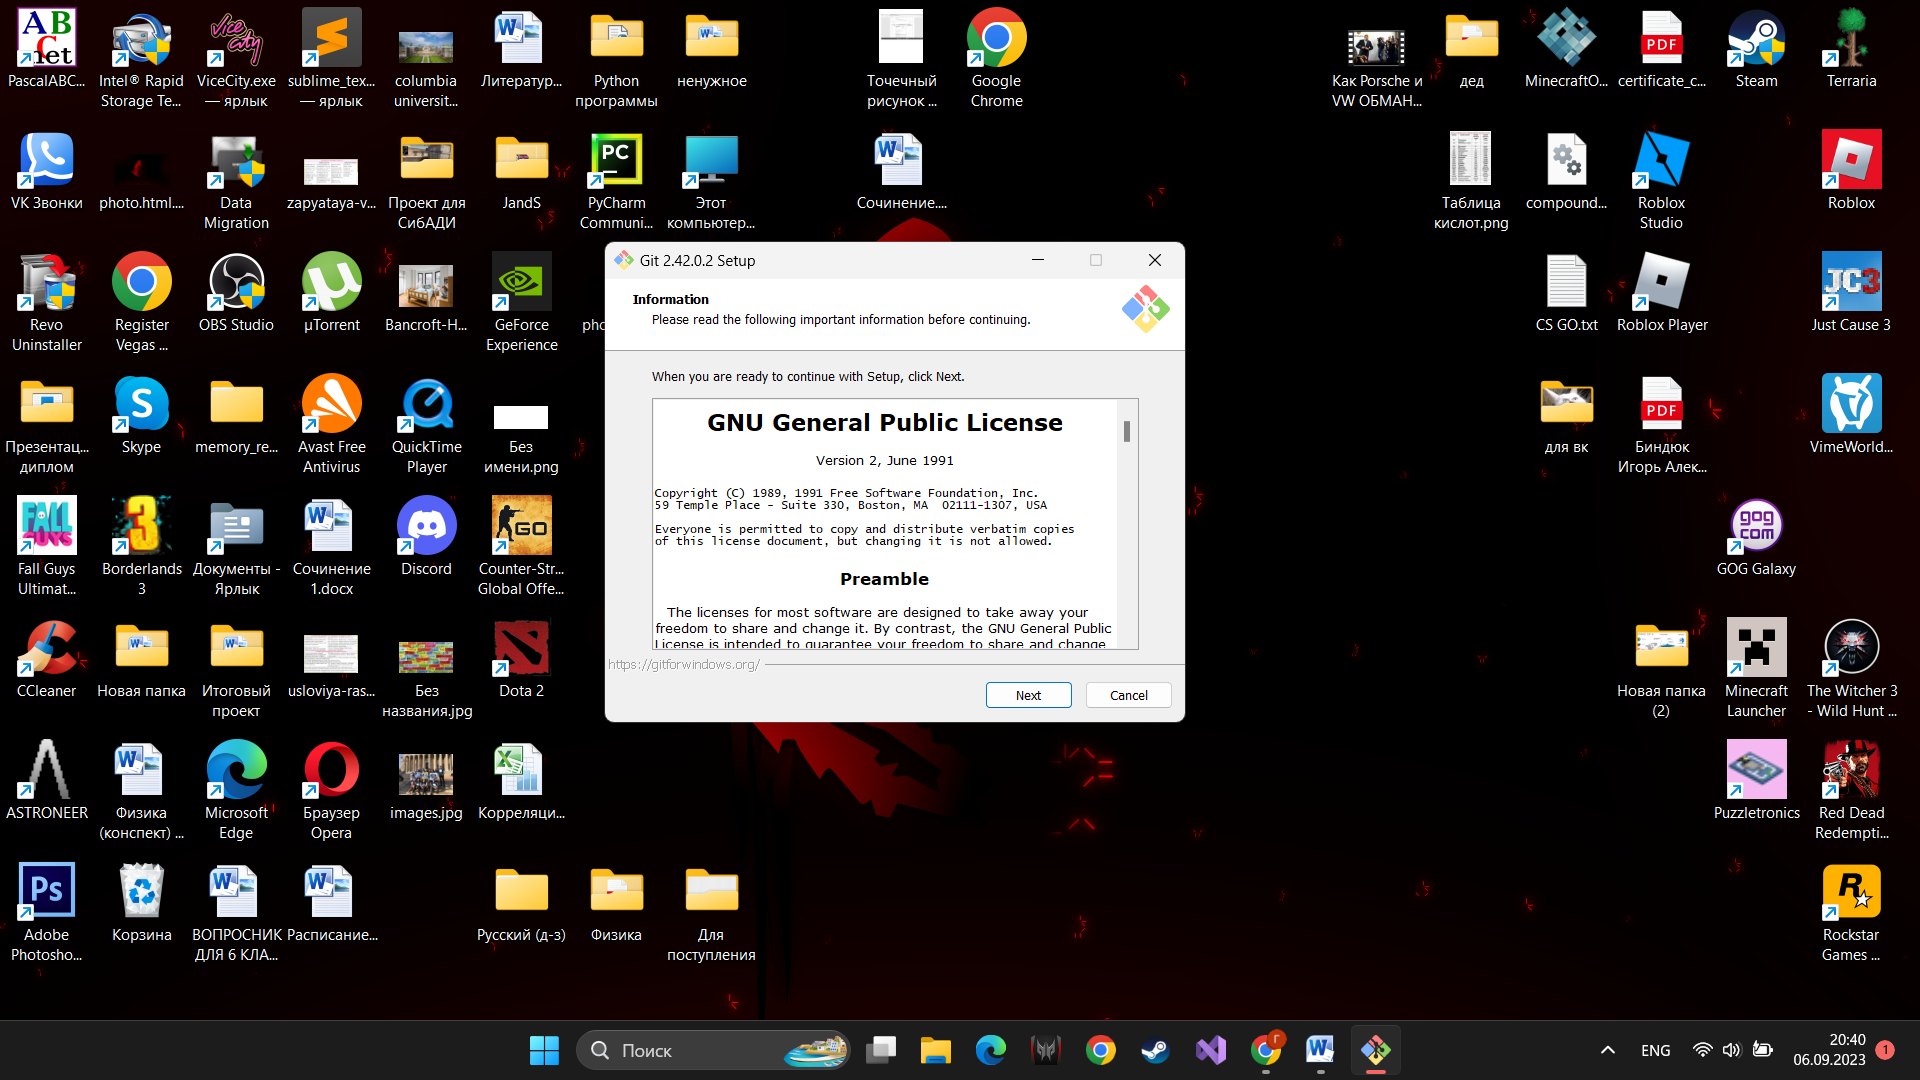 PascalABC...
Intel® Rapid
Storage Te...
ViceCity.exe
— ярлык
sublime_tex...
— ярлык
columbia
universit...
Литератур...
Python
программы
ненужное
Точечный
рисунок ...
Google
Chrome
Как Porsche и
VW ОБМАН...
дед
MinecraftO...
certificate_c...
Steam
Terraria
VK Звонки
photo.html....
Data
Migration
zapyataya-v...
Проект для
СибАДИ
JandS
PyCharm
Communi...
Этот
компьютер...
Сочинение....
Таблица
кислот.png
compound...
Roblox
Studio
Roblox
Revo
Uninstaller
Register
Vegas ...
OBS Studio
µTorrent
Bancroft-H...
GeForce
Experience
CS GO.txt
Roblox Player
Just Cause 3
Git 2.42.0.2 Setup
Information
Please read the following important information before continuing.
When you are ready to continue with Setup, click Next.
GNU General Public License
Version 2, June 1991
Copyright (C) 1989, 1991 Free Software Foundation, Inc.
59 Temple Place - Suite 330, Boston, MA  02111-1307, USA
Everyone is permitted to copy and distribute verbatim copies
of this license document, but changing it is not allowed.
Preamble
The licenses for most software are designed to take away your
freedom to share and change it. By contrast, the GNU General Public
License is intended to guarantee your freedom to share and change
https://gitforwindows.org/
Next
Cancel
Презентац...
диплом
Skype
memory_re...
Avast Free
Antivirus
QuickTime
Player
Без
имени.png
для вк
Биндюк
Игорь Алек...
VimeWorld...
Fall Guys
Ultimat...
Borderlands
3
Документы -
Ярлык
Сочинение
1.docx
Discord
Counter-Str...
Global Offe...
GOG Galaxy
CCleaner
Новая папка
Итоговый
проект
usloviya-ras...
Без
названия.jpg
Dota 2
Новая папка
(2)
Minecraft
Launcher
The Witcher 3
- Wild Hunt ...
ASTRONEER
Физика
(конспект) ...
Microsoft
Edge
Браузер
Opera
images.jpg
Корреляци...
Puzzletronics
Red Dead
Redempti...
Adobe
Photosho...
Корзина
ВОПРОСНИК
ДЛЯ 6 КЛА...
Расписание...
Русский (д-з)
Физика
Для
поступления
Rockstar
Games ...
Поиск
ENG
20:40
06.09.2023
1